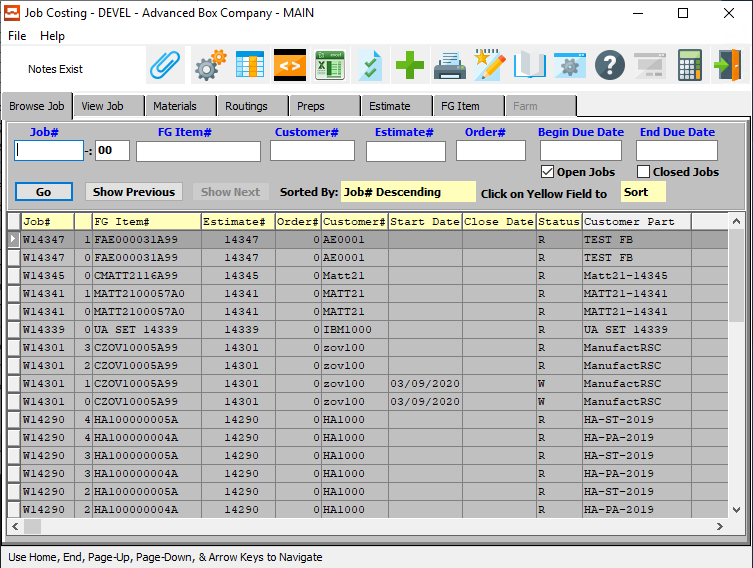 Job Costing - DEVEL - Advanced Box Company - MAIN
File Help
Notes Exist
Browse Job View Job Materials Routings Preps Estimate FG Item Farm
Job# FG Item# Customer# Estimate# Order# Begin Due Date End Due Date
-: 00
Open Jobs Closed Jobs
Go Show Previous Show Next Sorted By: Job# Descending Click on Yellow Field to Sort
Job# FG Item# Estimate# Order# Customer# Start Date Close Date Status Customer Part
W14347 1 FAE000031A99 14347 0 AE0001 R TEST FB
W14347 0 FAE000031A99 14347 0 AE0001 R TEST FB
W14345 0 CMATT2116A99 14345 0 Matt21 R Matt21-14345
W14341 1 MATT2100057A0 14341 0 MATT21 R MATT21-14341
W14341 0 MATT2100057A0 14341 0 MATT21 R MATT21-14341
W14339 0 UA SET 14339 14339 0 IBM1000 R UA SET 14339
W14301 3 CZOV10005A99 14301 0 zov100 R ManufactRSC
W14301 2 CZOV10005A99 14301 0 zov100 R ManufactRSC
W14301 1 CZOV10005A99 14301 0 zov100 03/09/2020 W ManufactRSC
W14301 0 CZOV10005A99 14301 0 zov100 03/09/2020 W ManufactRSC
W14290 4 HA100000005A 14290 0 HA1000 R HA-ST-2019
W14290 4 HA100000004A 14290 0 HA1000 R HA-PA-2019
W14290 3 HA100000005A 14290 0 HA1000 R HA-ST-2019
W14290 3 HA100000004A 14290 0 HA1000 R HA-PA-2019
W14290 2 HA100000005A 14290 0 HA1000 R HA-ST-2019
W14290 2 HA100000004A 14290 0 HA1000 R HA-PA-2019
Use Home, End, Page-Up, Page-Down, & Arrow Keys to Navigate